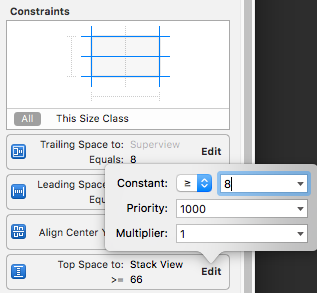 Constraints
All This Size Class
Trailing Space to: Superview
Equals: 8 Edit
Leading Space
Equ
Constant: ≥ 8
Priority: 1000
Align Center Y
Multiplier: 1
Top Space to: Stack View
>= 66 Edit